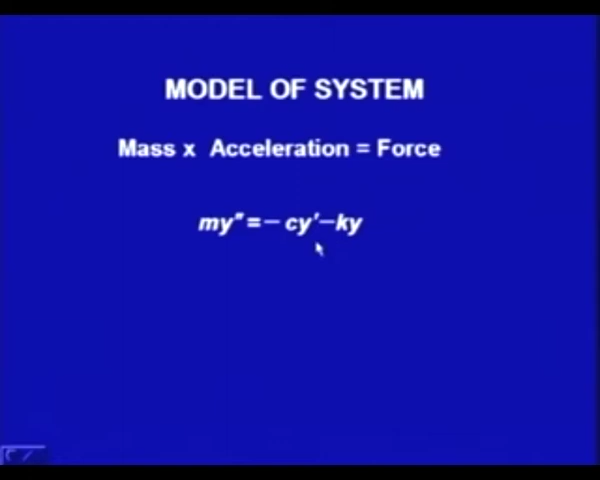 MODEL OF SYSTEM
Mass x Acceleration = Force
my″ = − cy′ − ky